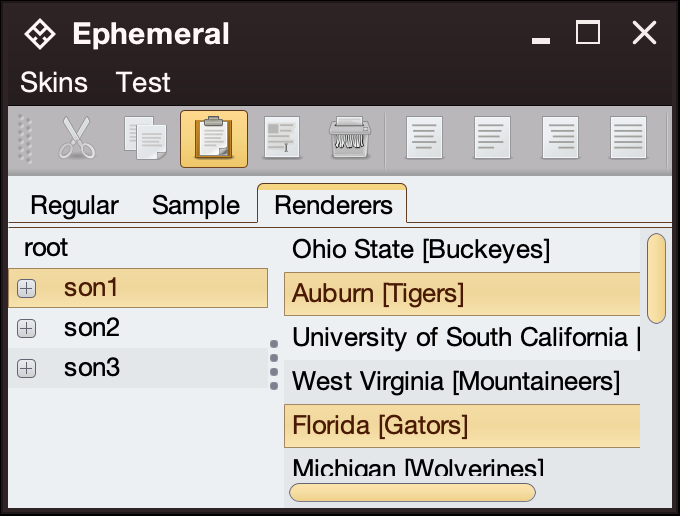 Ephemeral
Skins Test
Regular Sample Renderers
root
son1
son2
son3
Ohio State [Buckeyes]
Auburn [Tigers]
University of South California [
West Virginia [Mountaineers]
Florida [Gators]
Michigan [Wolverines]